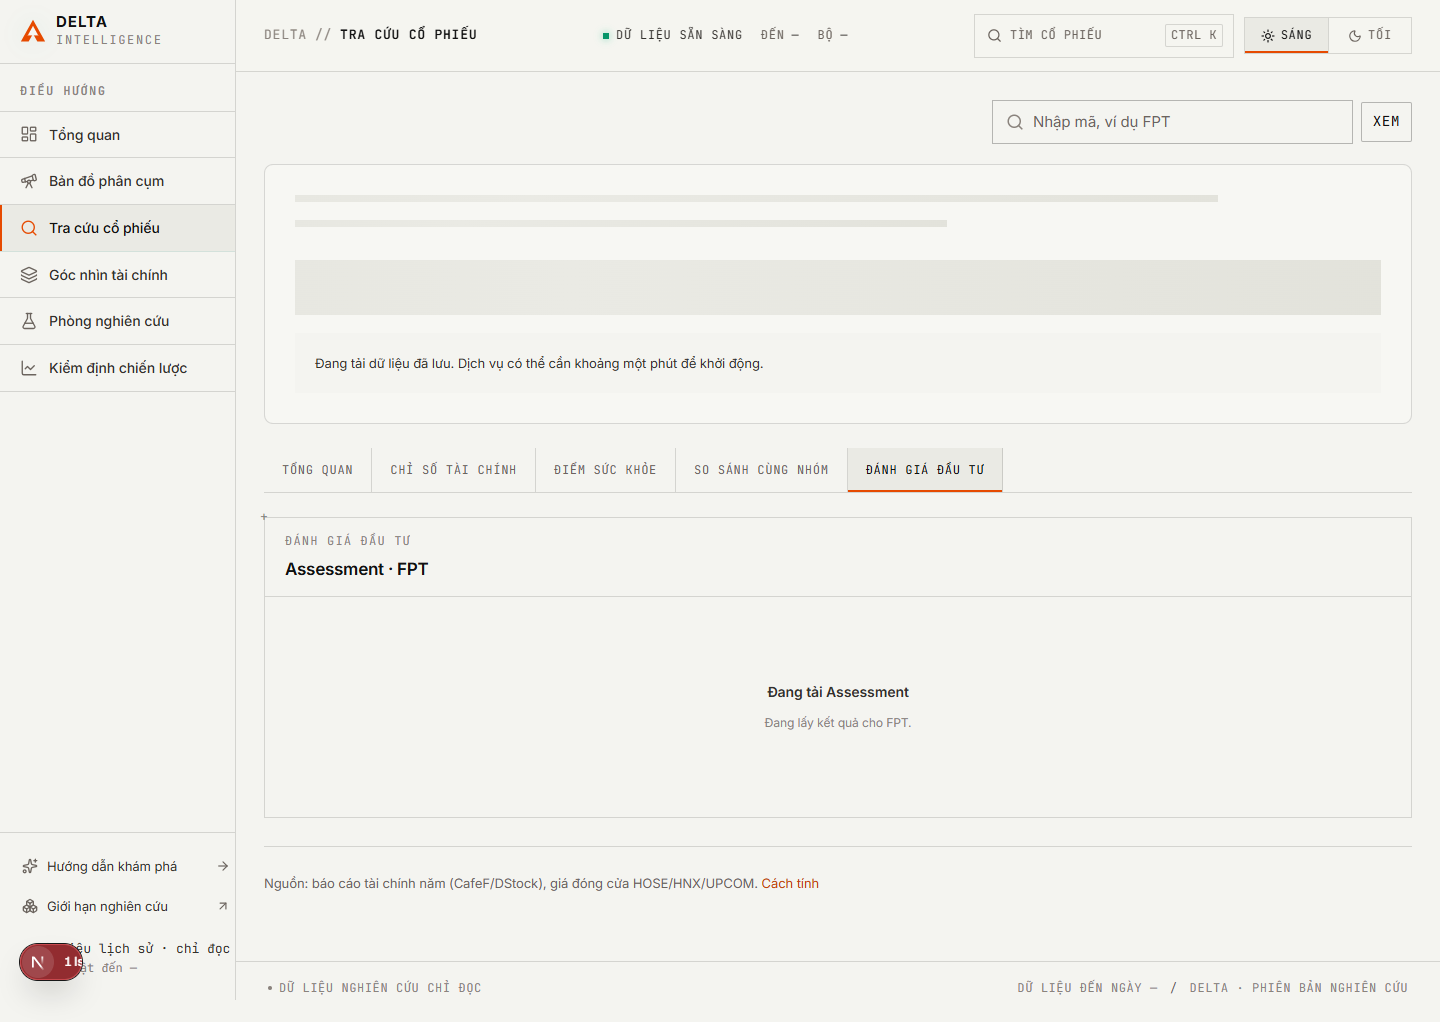 DELTA
INTELLIGENCE
ĐIỀU HƯỚNG
Tổng quan
Bản đồ phân cụm
Tra cứu cổ phiếu
Góc nhìn tài chính
Phòng nghiên cứu
Kiểm định chiến lược
Hướng dẫn khám phá
Giới hạn nghiên cứu
lịch sử · chỉ đọc
đến —
N 1
DELTA // TRA CỨU CỔ PHIẾU
DỮ LIỆU SẴN SÀNG ĐẾN — BỘ —
TÌM CỔ PHIẾU CTRL K
SÁNG TỐI
Nhập mã, ví dụ FPT XEM
Đang tải dữ liệu đã lưu. Dịch vụ có thể cần khoảng một phút để khởi động.
TỔNG QUAN CHỈ SỐ TÀI CHÍNH ĐIỂM SỨC KHỎE SO SÁNH CÙNG NHÓM ĐÁNH GIÁ ĐẦU TƯ
ĐÁNH GIÁ ĐẦU TƯ
Assessment · FPT
Đang tải Assessment
Đang lấy kết quả cho FPT.
Nguồn: báo cáo tài chính năm (CafeF/DStock), giá đóng cửa HOSE/HNX/UPCOM. Cách tính
• DỮ LIỆU NGHIÊN CỨU CHỈ ĐỌC
DỮ LIỆU ĐẾN NGÀY — / DELTA · PHIÊN BẢN NGHIÊN CỨU